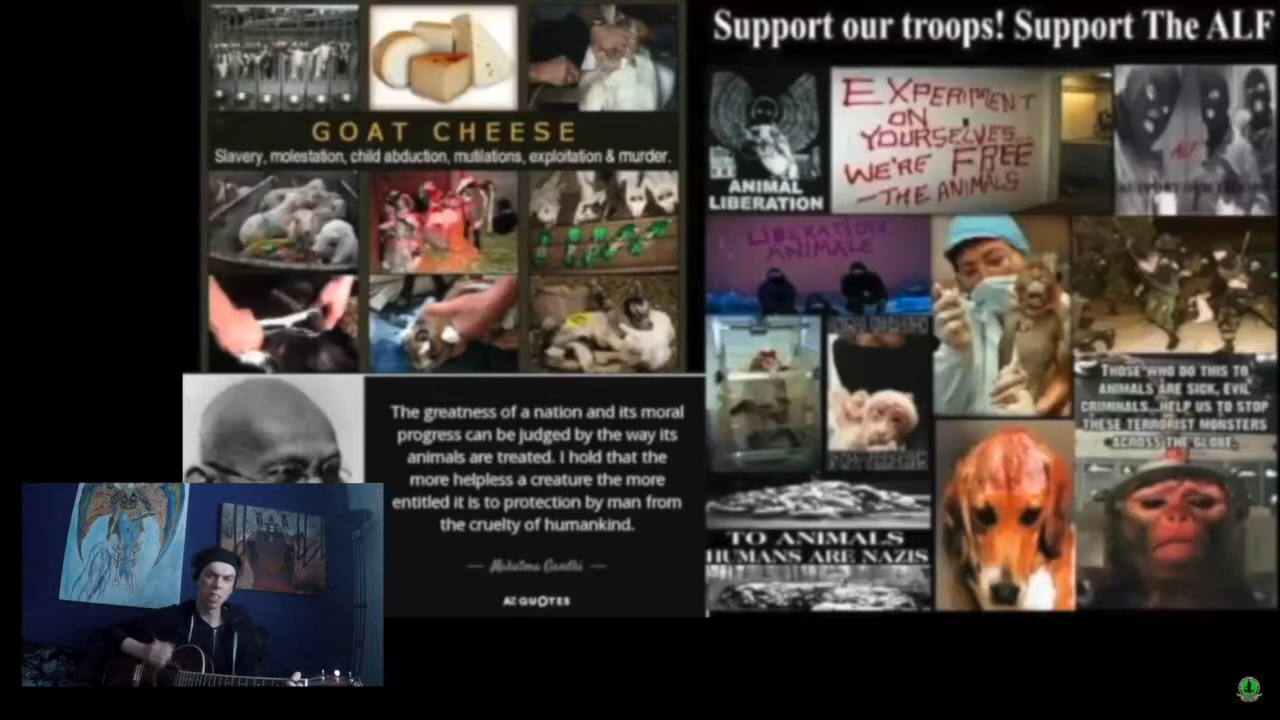 GOAT CHEESE
Slavery, molestation, child abduction, mutilations, exploitation & murder.
The greatness of a nation and its moral
progress can be judged by the way its
animals are treated. I hold that the
more helpless a creature the more
entitled it is to protection by man from
the cruelty of humankind.
— Mahatma Gandhi —
AZ QUOTES
Support our troops! Support The ALF
ANIMAL
LIBERATION
EXPERIMENT
ON
YOURSELVES...
WE'RE FREE
-THE ANIMALS
ALF
LIBERATION
ANIMALE
THOSE WHO DO THIS TO
ANIMALS ARE SICK, EVIL
CRIMINALS...HELP US TO STOP
THESE TERRORIST MONSTERS
ACROSS THE GLOBE.
TO ANIMALS
HUMANS ARE NAZIS